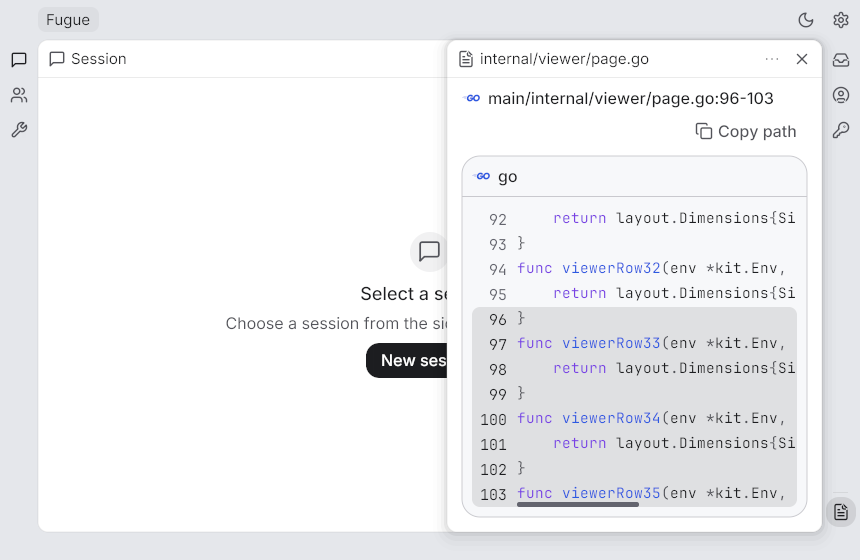 Fugue
Session
internal/viewer/page.go
main/internal/viewer/page.go:96-103
Copy path
go
92 return layout.Dimensions{Si
93 }
94 func viewerRow32(env *kit.Env,
95 return layout.Dimensions{Si
96 }
97 func viewerRow33(env *kit.Env,
98 return layout.Dimensions{Si
99 }
100 func viewerRow34(env *kit.Env,
101 return layout.Dimensions{Si
102 }
103 func viewerRow35(env *kit.Env,
Select a se
Choose a session from the si
New ses